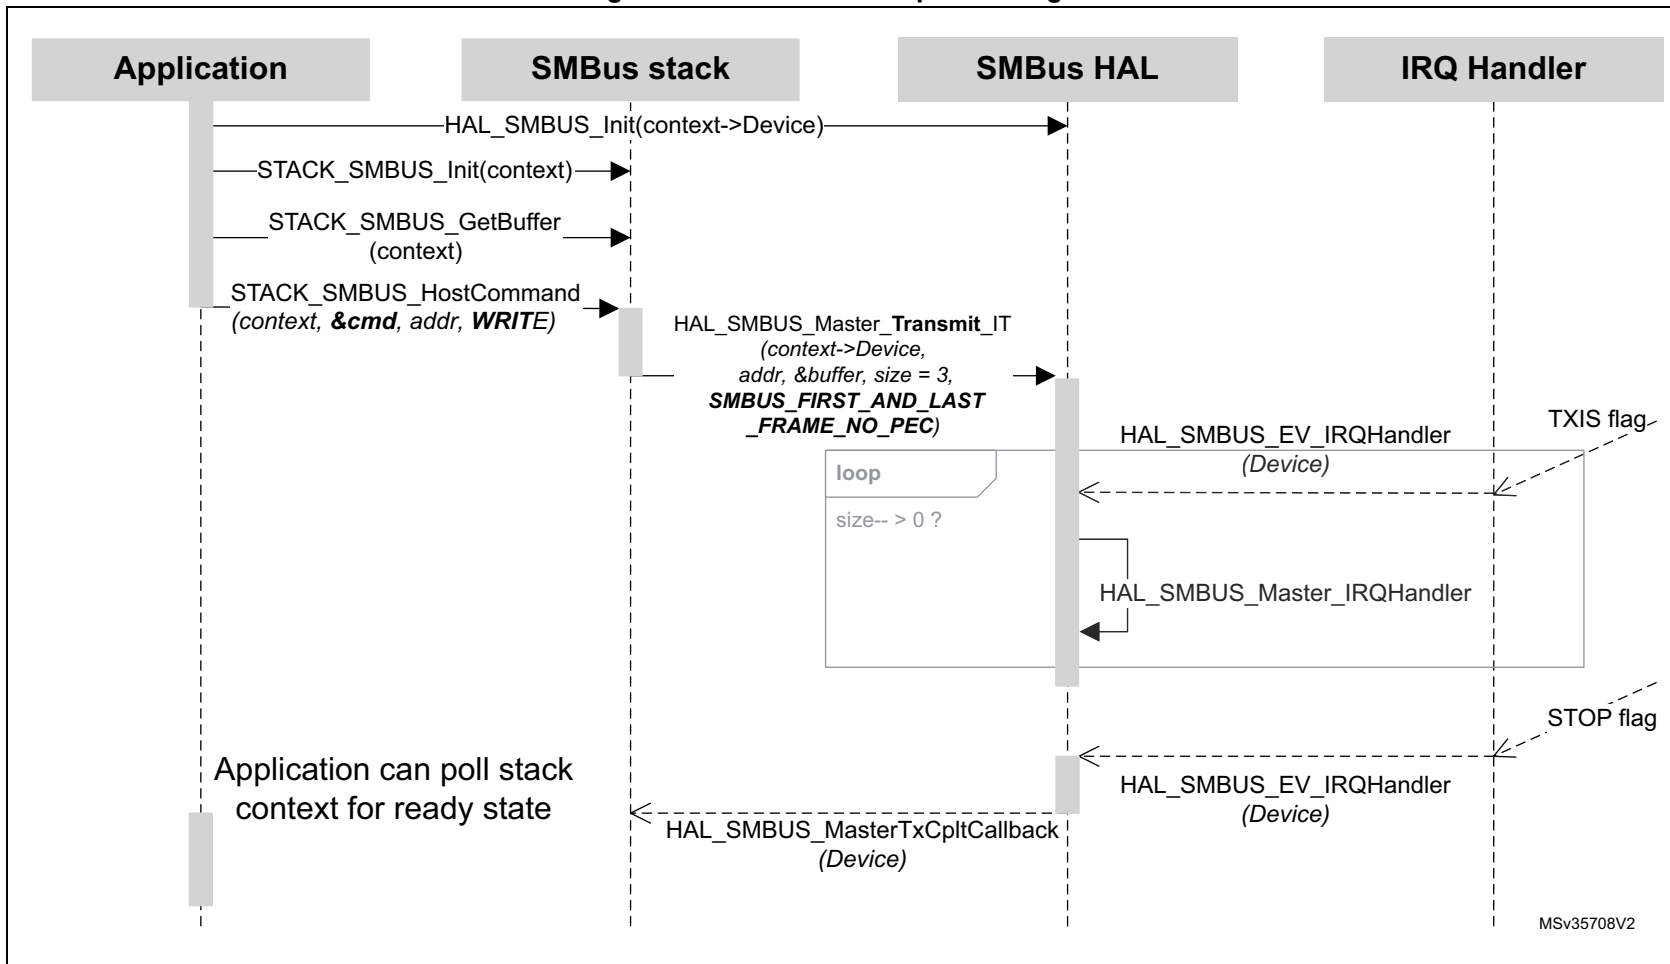 Application
SMBus stack
SMBus HAL
IRQ Handler
HAL_SMBUS_Init(context->Device)
STACK_SMBUS_Init(context)
STACK_SMBUS_GetBuffer
(context)
STACK_SMBUS_HostCommand
(context, &cmd, addr, WRITE)
HAL_SMBUS_Master_Transmit_IT
(context->Device,
addr, &buffer, size = 3,
SMBUS_FIRST_AND_LAST
_FRAME_NO_PEC)
TXIS flag
HAL_SMBUS_EV_IRQHandler
(Device)
loop
size-- > 0 ?
HAL_SMBUS_Master_IRQHandler
STOP flag
HAL_SMBUS_EV_IRQHandler
(Device)
Application can poll stack
context for ready state
HAL_SMBUS_MasterTxCpltCallback
(Device)
MSv35708V2